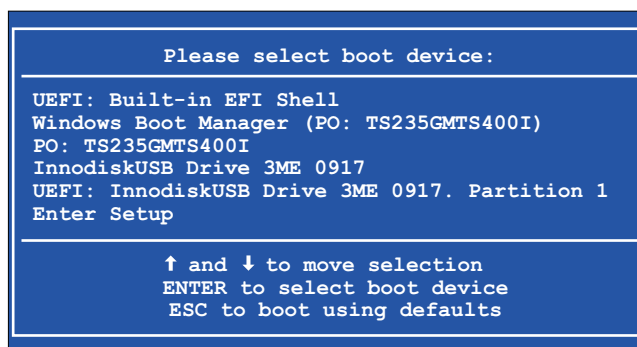 Please select boot device:
UEFI: Built-in EFI Shell
Windows Boot Manager (PO: TS235GMTS400I)
PO: TS235GMTS400I
InnodiskUSB Drive 3ME 0917
UEFI: InnodiskUSB Drive 3ME 0917. Partition 1
Enter Setup
↑ and ↓ to move selection
ENTER to select boot device
ESC to boot using defaults